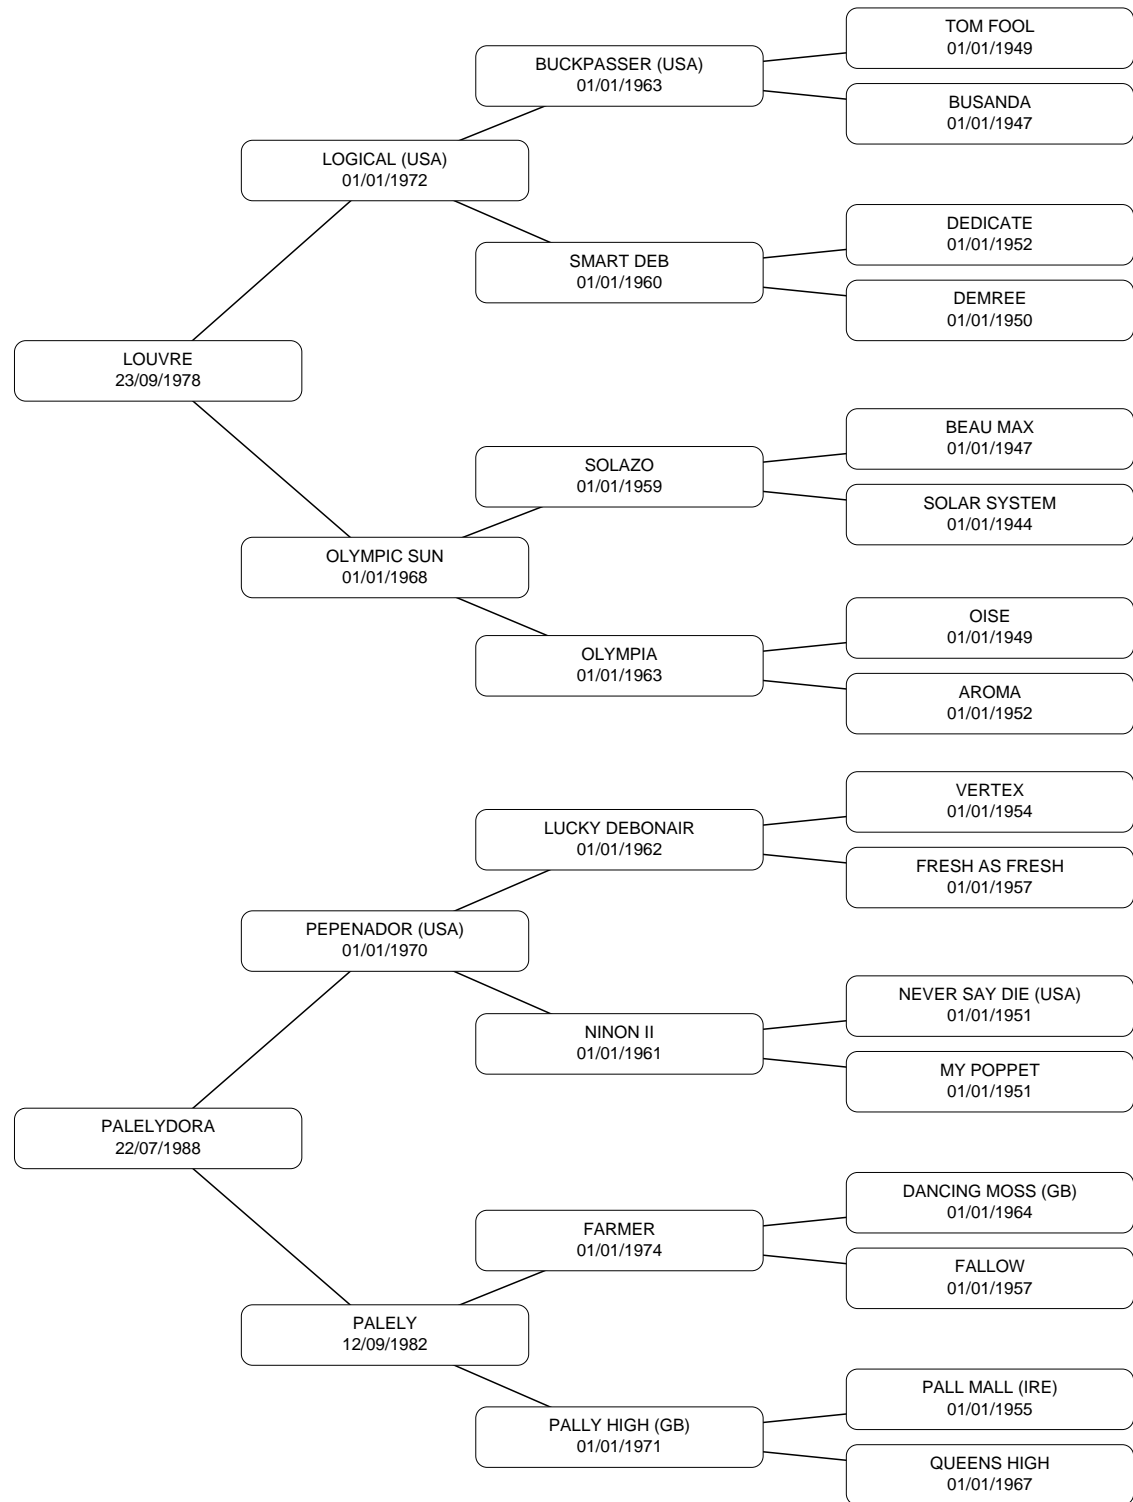 TOM FOOL
01/01/1949
BUCKPASSER (USA)
01/01/1963
BUSANDA
01/01/1947
LOGICAL (USA)
01/01/1972
DEDICATE
01/01/1952
SMART DEB
01/01/1960
DEMREE
01/01/1950
LOUVRE
23/09/1978
BEAU MAX
01/01/1947
SOLAZO
01/01/1959
SOLAR SYSTEM
01/01/1944
OLYMPIC SUN
01/01/1968
OISE
01/01/1949
OLYMPIA
01/01/1963
AROMA
01/01/1952
VERTEX
01/01/1954
LUCKY DEBONAIR
01/01/1962
FRESH AS FRESH
01/01/1957
PEPENADOR (USA)
01/01/1970
NEVER SAY DIE (USA)
01/01/1951
NINON II
01/01/1961
MY POPPET
01/01/1951
PALELYDORA
22/07/1988
DANCING MOSS (GB)
01/01/1964
FARMER
01/01/1974
FALLOW
01/01/1957
PALELY
12/09/1982
PALL MALL (IRE)
01/01/1955
PALLY HIGH (GB)
01/01/1971
QUEENS HIGH
01/01/1967